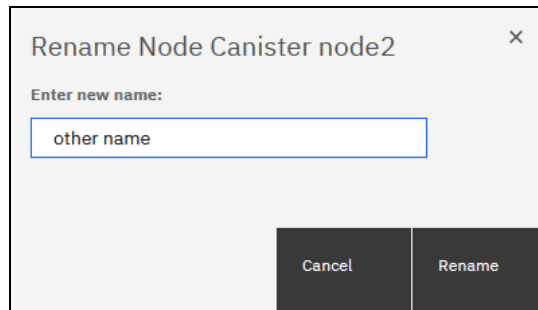 Rename Node Canister node2
Enter new name:
other name
Cancel Rename